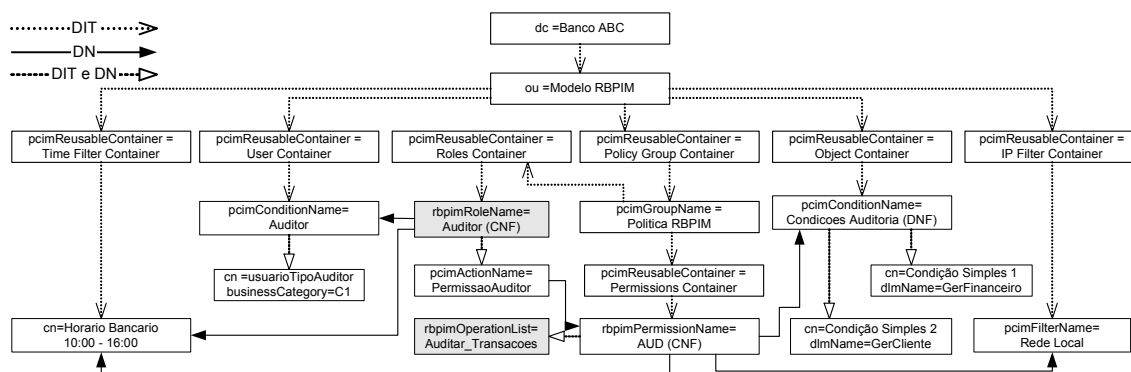 DIT
DN
DIT e DN
dc =Banco ABC
ou =Modelo RBPIM
pcimReusableContainer =
Time Filter Container
pcimReusableContainer =
User Container
pcimReusableContainer =
Roles Container
pcimReusableContainer =
Policy Group Container
pcimReusableContainer =
Object Container
pcimReusableContainer =
IP Filter Container
pcimConditionName=
Auditor
rbpimRoleName=
Auditor (CNF)
pcimGroupName =
Politica RBPIM
pcimConditionName=
Condicoes Auditoria (DNF)
cn =usuarioTipoAuditor
businessCategory=C1
pcimActionName=
PermissaoAuditor
pcimReusableContainer =
Permissions Container
cn=Condição Simples 1
dlmName=GerFinanceiro
cn=Horario Bancario
10:00 - 16:00
rbpimOperationList=
Auditar_Transacoes
rbpimPermissionName=
AUD (CNF)
cn=Condição Simples 2
dlmName=GerCliente
pcimFilterName=
Rede Local